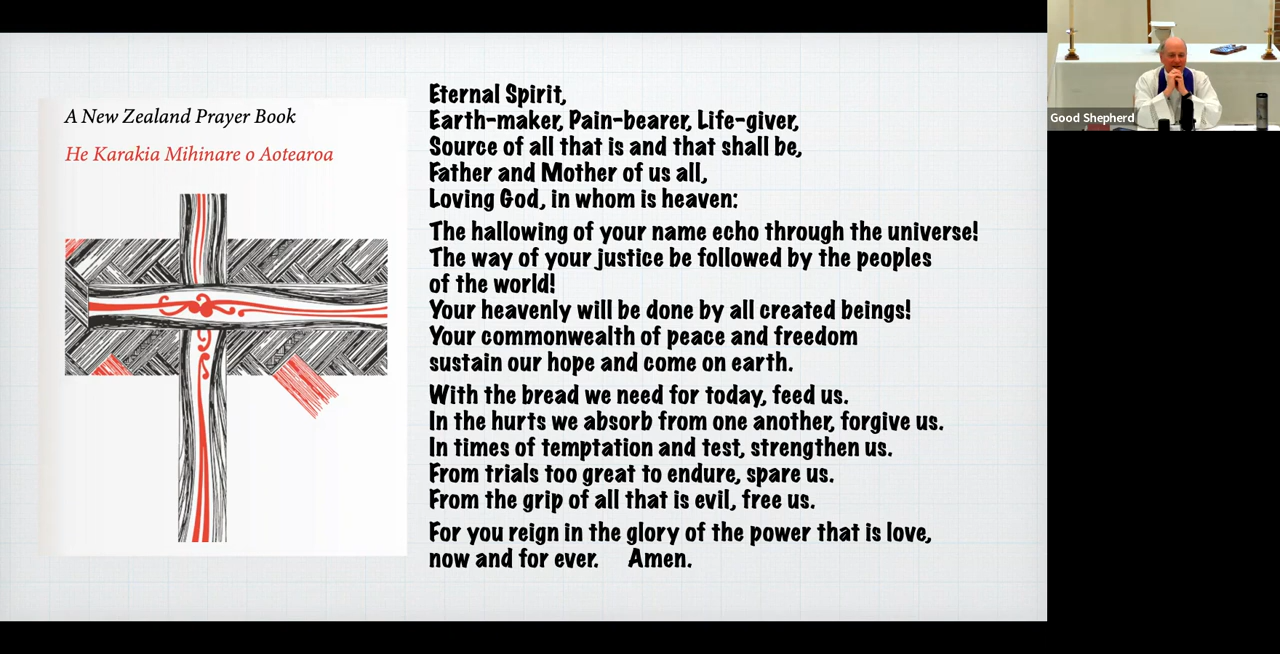 A New Zealand Prayer Book
He Karakia Mihinare o Aotearoa
Eternal Spirit,
Earth-maker, Pain-bearer, Life-giver,
Source of all that is and that shall be,
Father and Mother of us all,
Loving God, in whom is heaven:
The hallowing of your name echo through the universe!
The way of your justice be followed by the peoples
of the world!
Your heavenly will be done by all created beings!
Your commonwealth of peace and freedom
sustain our hope and come on earth.
With the bread we need for today, feed us.
In the hurts we absorb from one another, forgive us.
In times of temptation and test, strengthen us.
From trials too great to endure, spare us.
From the grip of all that is evil, free us.
For you reign in the glory of the power that is love,
now and for ever. Amen.
Good Shepherd